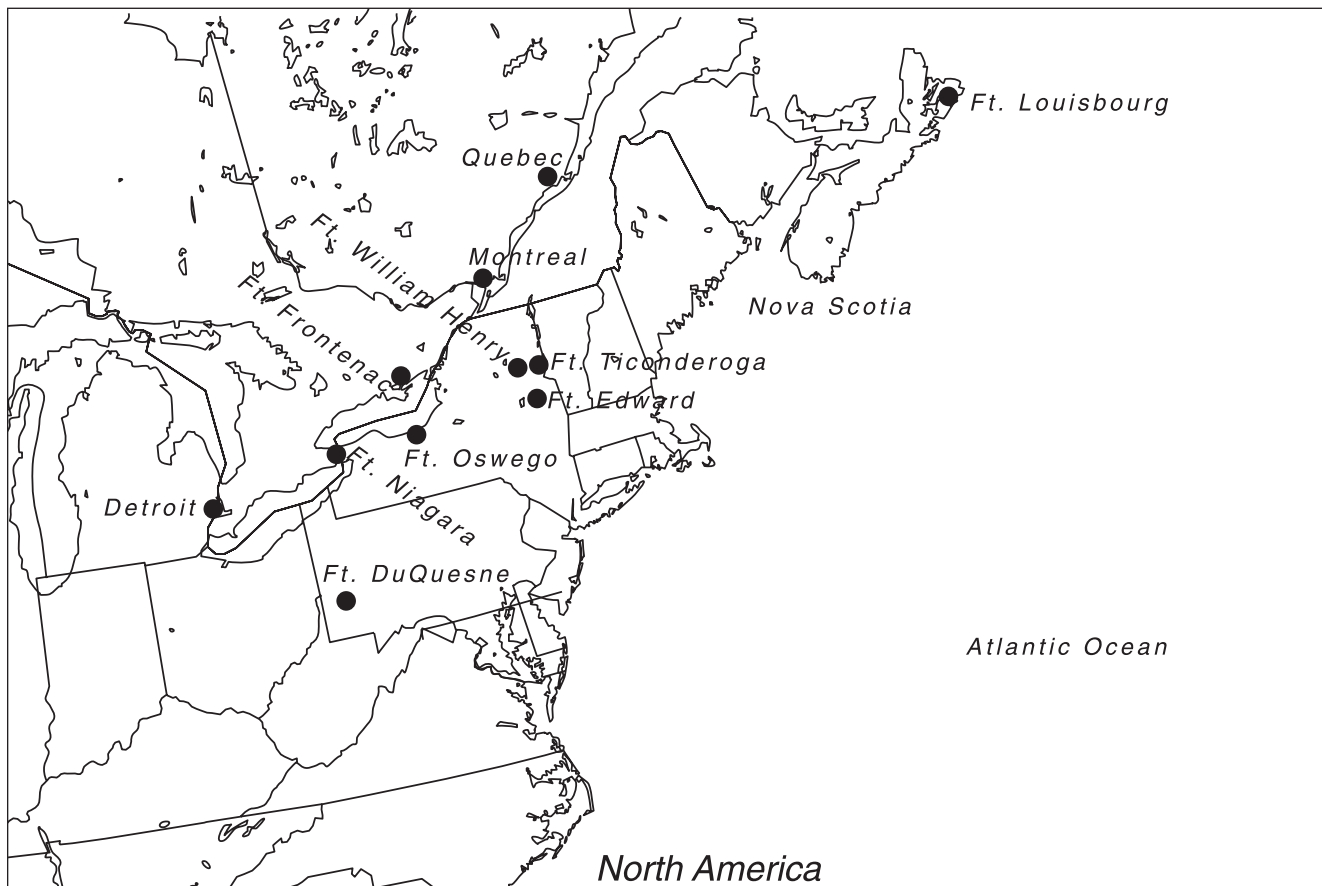 Ft. Louisbourg
Quebec
Ft. William Henry
Montreal
Ft. Frontenac
Nova Scotia
Ft. Ticonderoga
Ft. Edward
Ft. Oswego
Ft. Niagara
Detroit
Ft. DuQuesne
Atlantic Ocean
North America